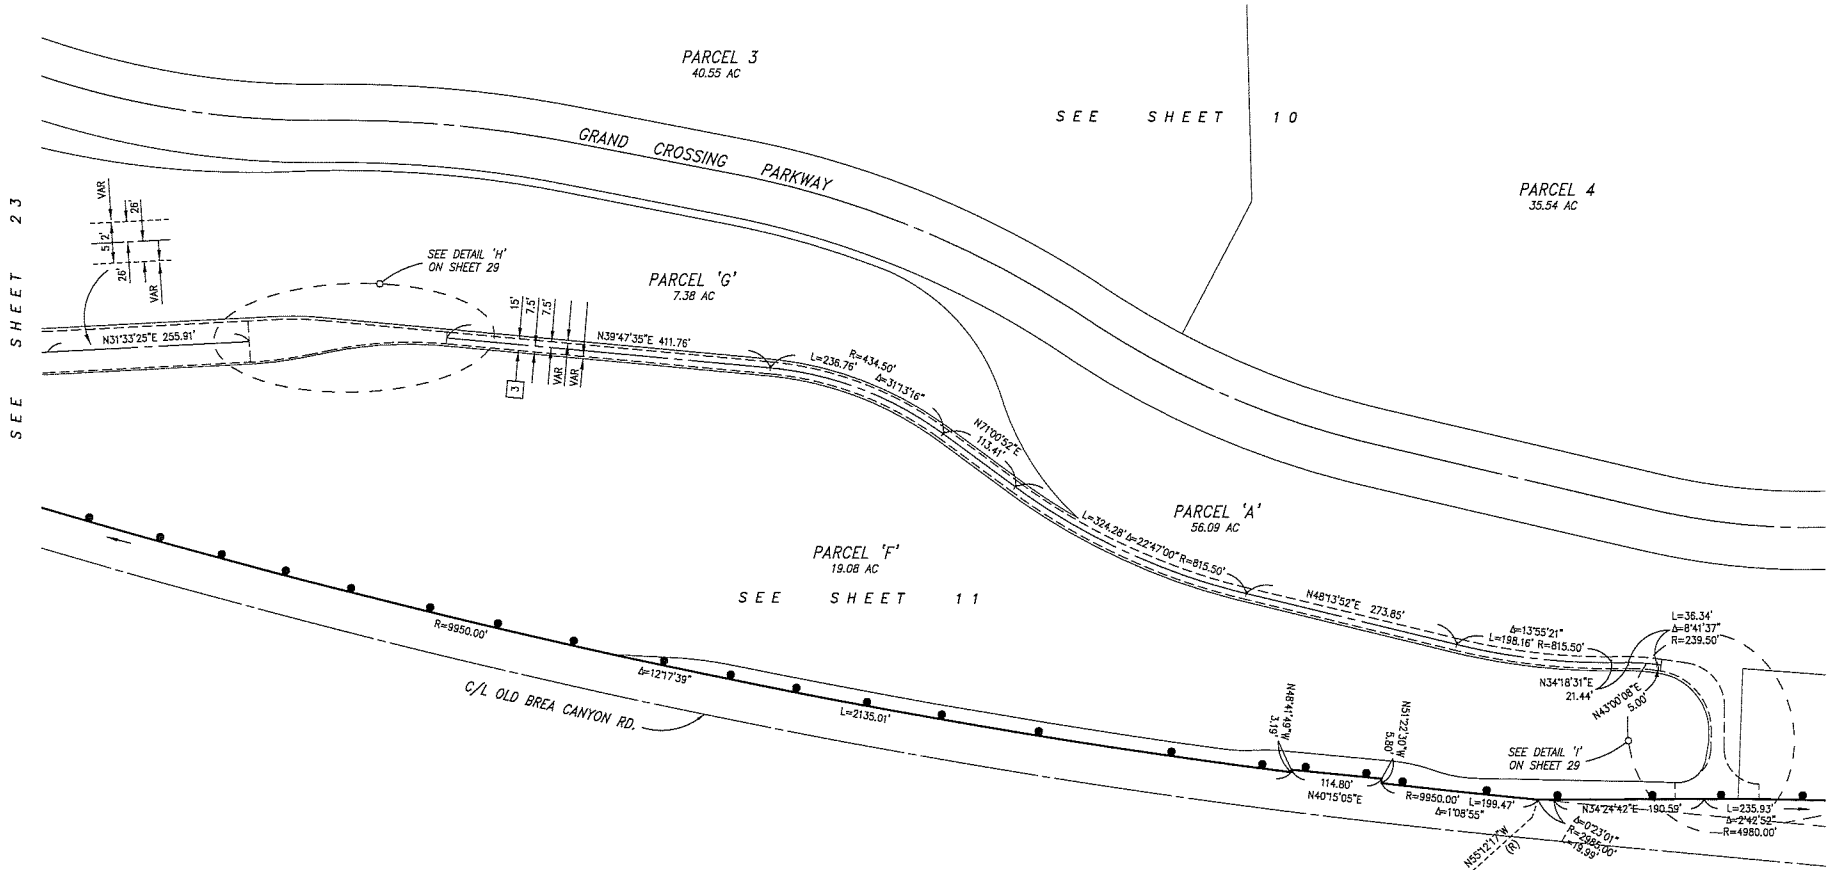 PARCEL 3
40.55 AC
SEE SHEET 10
GRAND CROSSING PARKWAY
PARCEL 4
35.54 AC
SEE SHEET 23
VAR
26'
52'
26'
VAR
SEE DETAIL 'H'
ON SHEET 29
PARCEL 'G'
7.38 AC
N31°33'25"E 255.91'
15'
7.5'
7.5'
VAR
VAR
3
N39°47'35"E 411.76'
R=434.50'
L=236.76'
Δ=31°13'16"
N71°00'52"E
113.41'
PARCEL 'A'
56.09 AC
L=324.28' Δ=22°47'00" R=815.50'
N48°13'52"E 273.85'
Δ=13°55'21"
L=198.16' R=815.50'
L=36.34'
Δ=8°41'37"
R=239.50'
N34°18'31"E
21.44'
N43°00'08"E
5.00'
PARCEL 'F'
19.08 AC
SEE SHEET 11
R=9950.00'
Δ=12°17'39"
L=2135.01'
C/L OLD BREA CANYON RD.
N48°41'49"W
3.19'
N51°22'30"W
5.80'
114.80'
N40°15'05"E
R=9950.00' L=199.47'
Δ=1°08'55"
SEE DETAIL 'I'
ON SHEET 29
N34°24'42"E 190.59'
L=235.93'
Δ=2°42'52"
R=4980.00'
Δ=0°23'01"
R=2985.00'
L=19.99'
N55°12'17"W
(R)